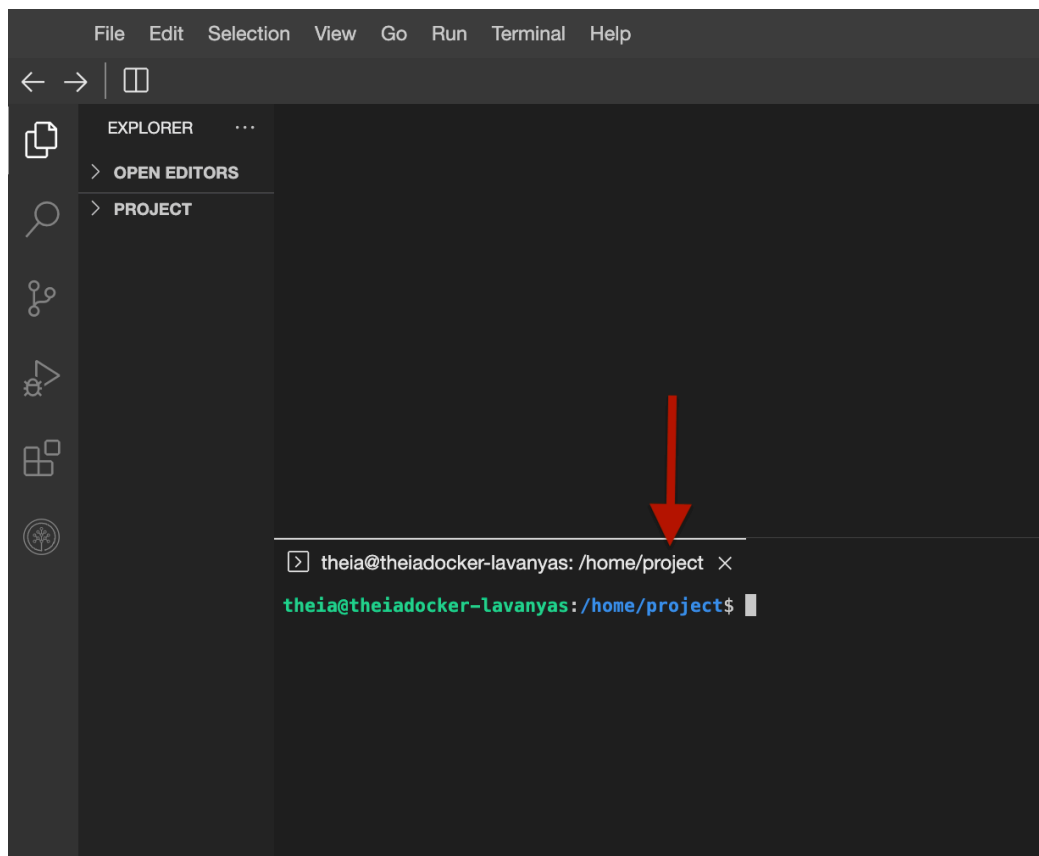 File Edit Selection View Go Run Terminal Help
EXPLORER ...
OPEN EDITORS
PROJECT
theia@theiadocker-lavanyas: /home/project
theia@theiadocker-lavanyas:/home/project$